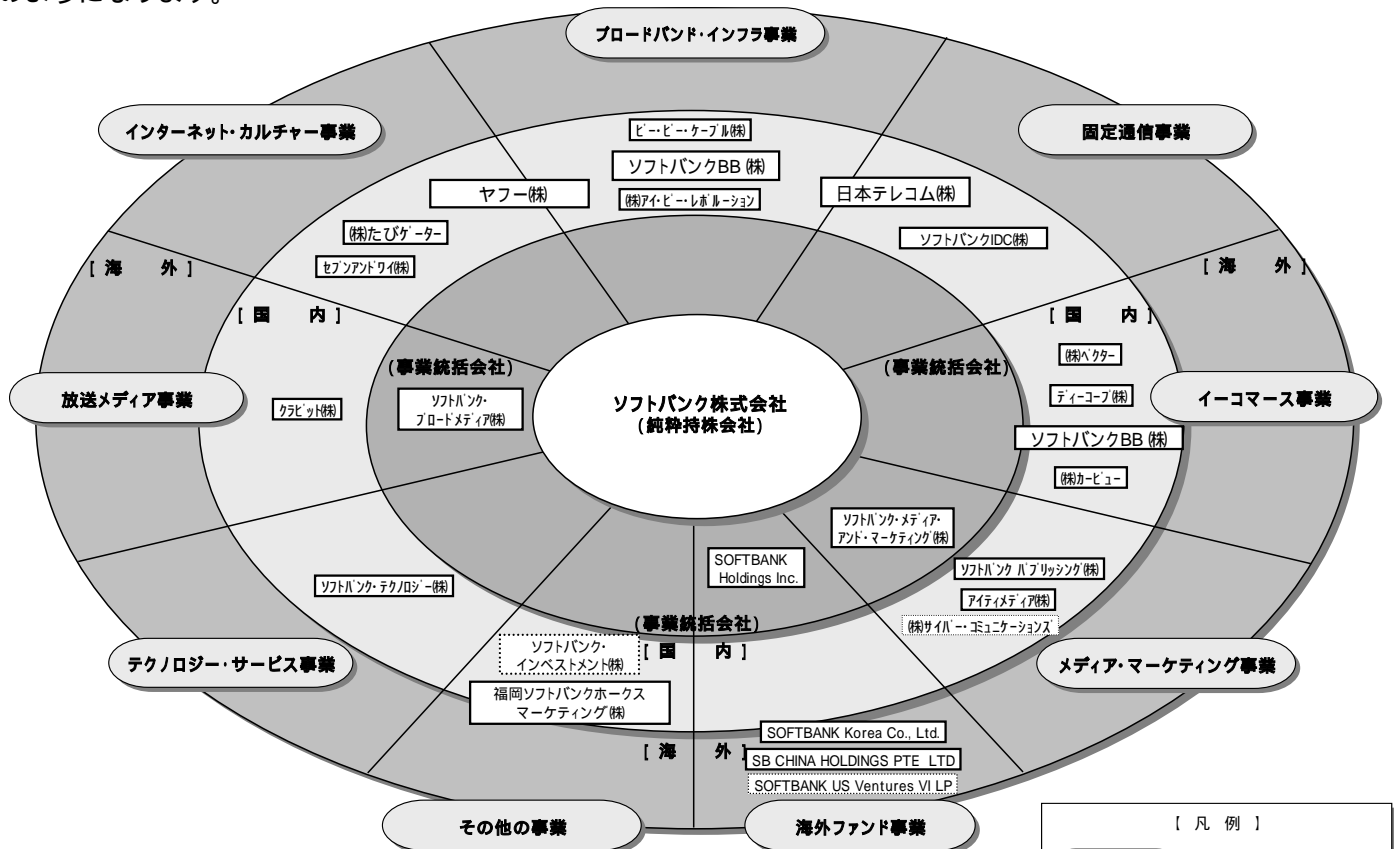 ブロードバンド・インフラ事業
インターネット・カルチャー事業
固定通信事業
ビー・ビー・ケーブル㈱
ソフトバンクBB ㈱
㈱アイ・ピー・レボルーション
ヤフー㈱
日本テレコム㈱
㈱たびゲーター
ソフトバンクIDC㈱
セブンアンドワイ㈱
[ 海 外 ]
[ 海 外 ]
[ 国 内 ]
[ 国 内 ]
㈱ベクター
(事業統括会社)
(事業統括会社)
放送メディア事業
クラビット㈱
ソフトバンク・
ブロードメディア㈱
ソフトバンク株式会社
(純粋持株会社)
ディーコープ㈱
イーコマース事業
ソフトバンクBB ㈱
㈱カービュー
ソフトバンク・メディア・
アンド・マーケティング㈱
SOFTBANK
Holdings Inc.
ソフトバンク パブリッシング㈱
アイティメディア㈱
㈱サイバー・コミュニケーションズ
ソフトバンク・テクノロジー㈱
(事業統括会社)
ソフトバンク・
インベストメント㈱
[ 国 内 ]
テクノロジー・サービス事業
メディア・マーケティング事業
福岡ソフトバンクホークス
マーケティング㈱
[ 海 外 ]
SOFTBANK Korea Co., Ltd.
SB CHINA HOLDINGS PTE LTD
SOFTBANK US Ventures VI LP
その他の事業
海外ファンド事業
【 凡 例 】